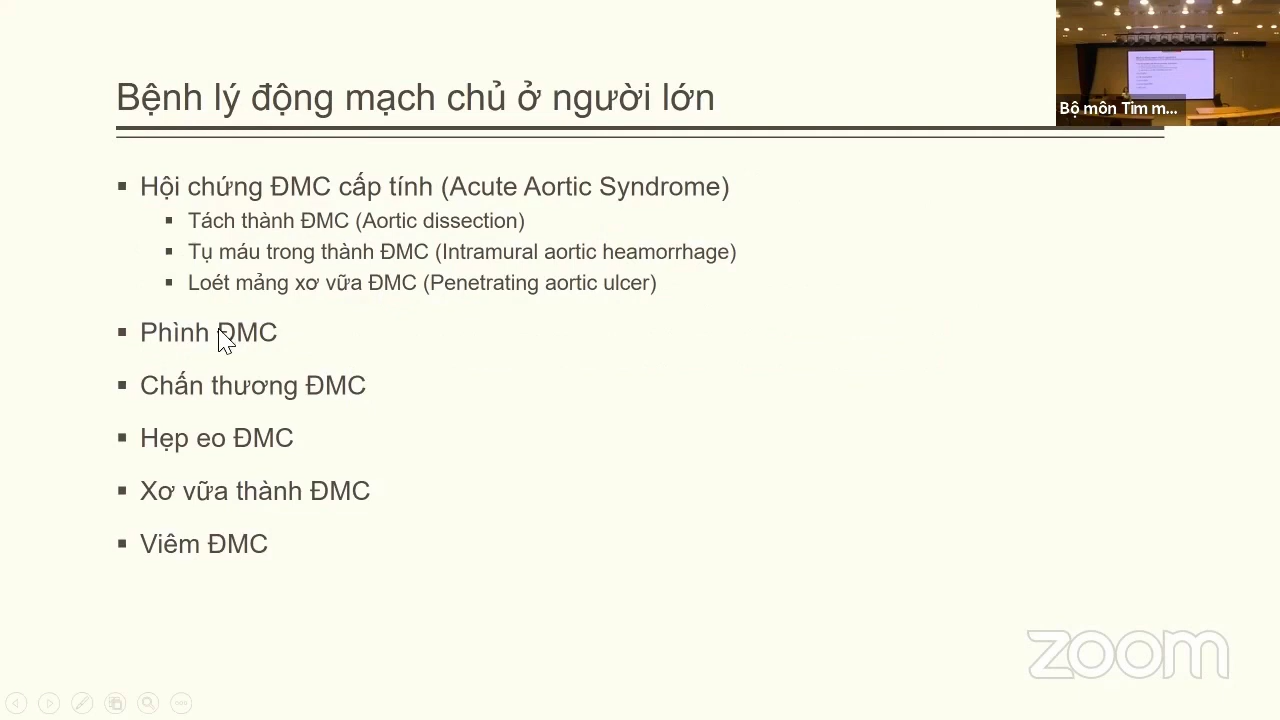 Bệnh lý động mạch chủ ở người lớn
Bộ môn Tim m...
▪ Hội chứng ĐMC cấp tính (Acute Aortic Syndrome)
▪ Tách thành ĐMC (Aortic dissection)
▪ Tụ máu trong thành ĐMC (Intramural aortic heamorrhage)
▪ Loét mảng xơ vữa ĐMC (Penetrating aortic ulcer)
▪ Phình ĐMC
▪ Chấn thương ĐMC
▪ Hẹp eo ĐMC
▪ Xơ vữa thành ĐMC
▪ Viêm ĐMC
zoom